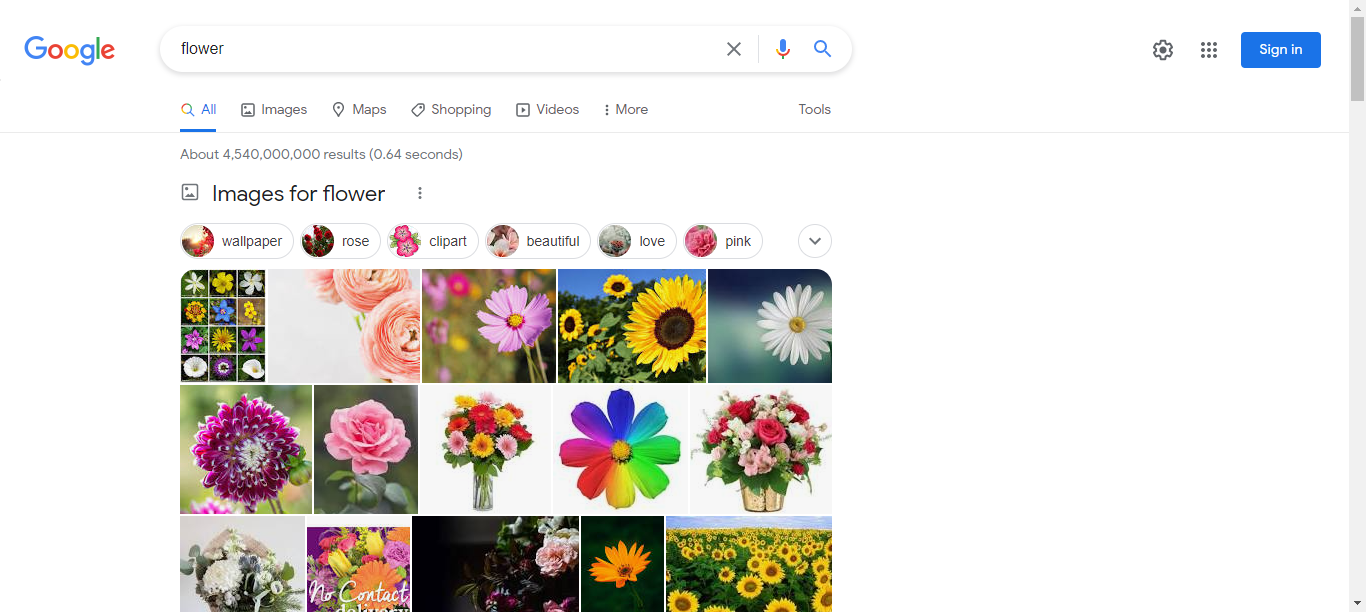 Google
flower
Sign in
All Images Maps Shopping Videos More Tools
About 4,540,000,000 results (0.64 seconds)
Images for flower
wallpaper rose clipart beautiful love pink
No Contact
delivery